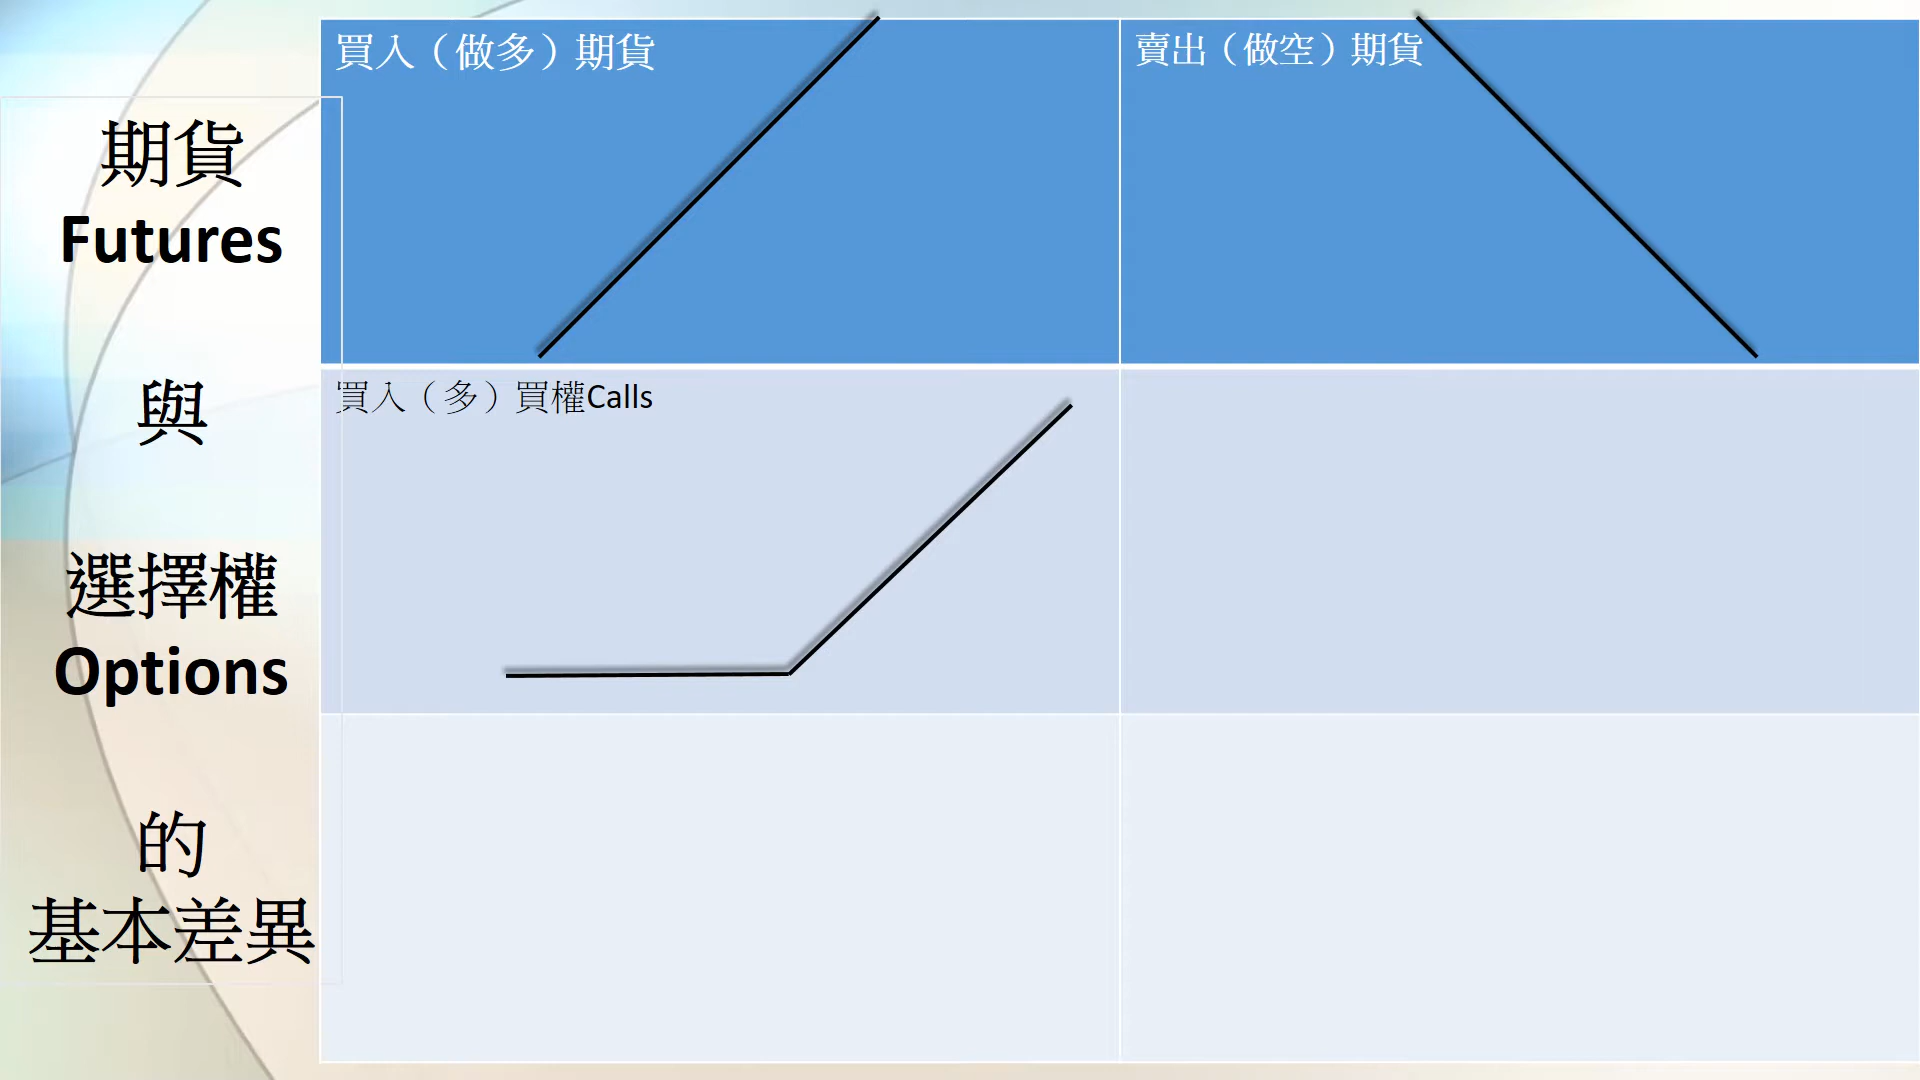 期貨
Futures
與
選擇權
Options
的
基本差異
買入（做多）期貨
賣出（做空）期貨
買入（多）買權Calls